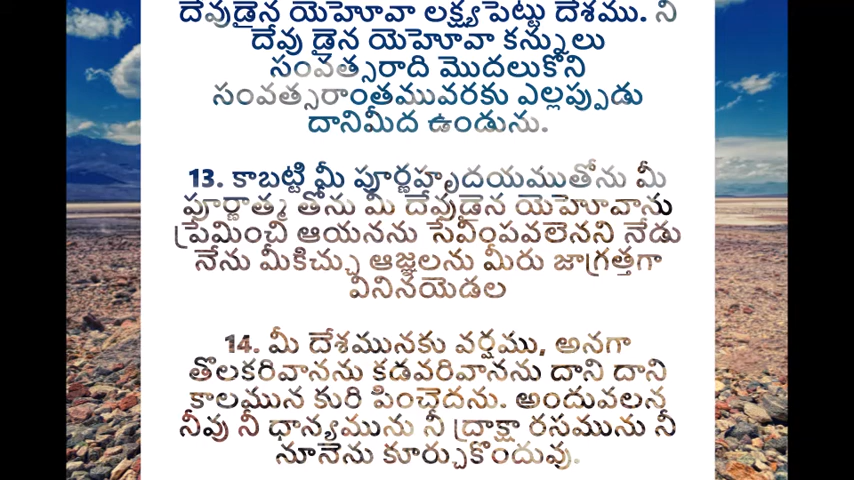 దేవుడైన యెహోవా లక్ష్యపెట్టు దేశము. నీ
దేవు డైన యెహోవా కన్నులు
సంవత్సరాది మొదలుకొని
సంవత్సరాంతమువరకు ఎల్లప్పుడు
దానిమీద ఉండును.
13. కాబట్టి మీ పూర్ణహృదయముతోను మీ
పూర్ణాత్మ తోను మీ దేవుడైన యెహోవాను
ప్రేమించి ఆయనను సేవింపవలెనని నేడు
నేను మీకిచ్చు ఆజ్ఞలను మీరు జాగ్రత్తగా
వినినయెడల
14. మీ దేశమునకు వర్షము, అనగా
తొలకరివానను కడవరివానను దాని దాని
కాలమున కురి పించెదను. అందువలన
నీవు నీ ధాన్యమును నీ ద్రాక్షా రసమును నీ
నూనెను కూర్చుకొందువు.